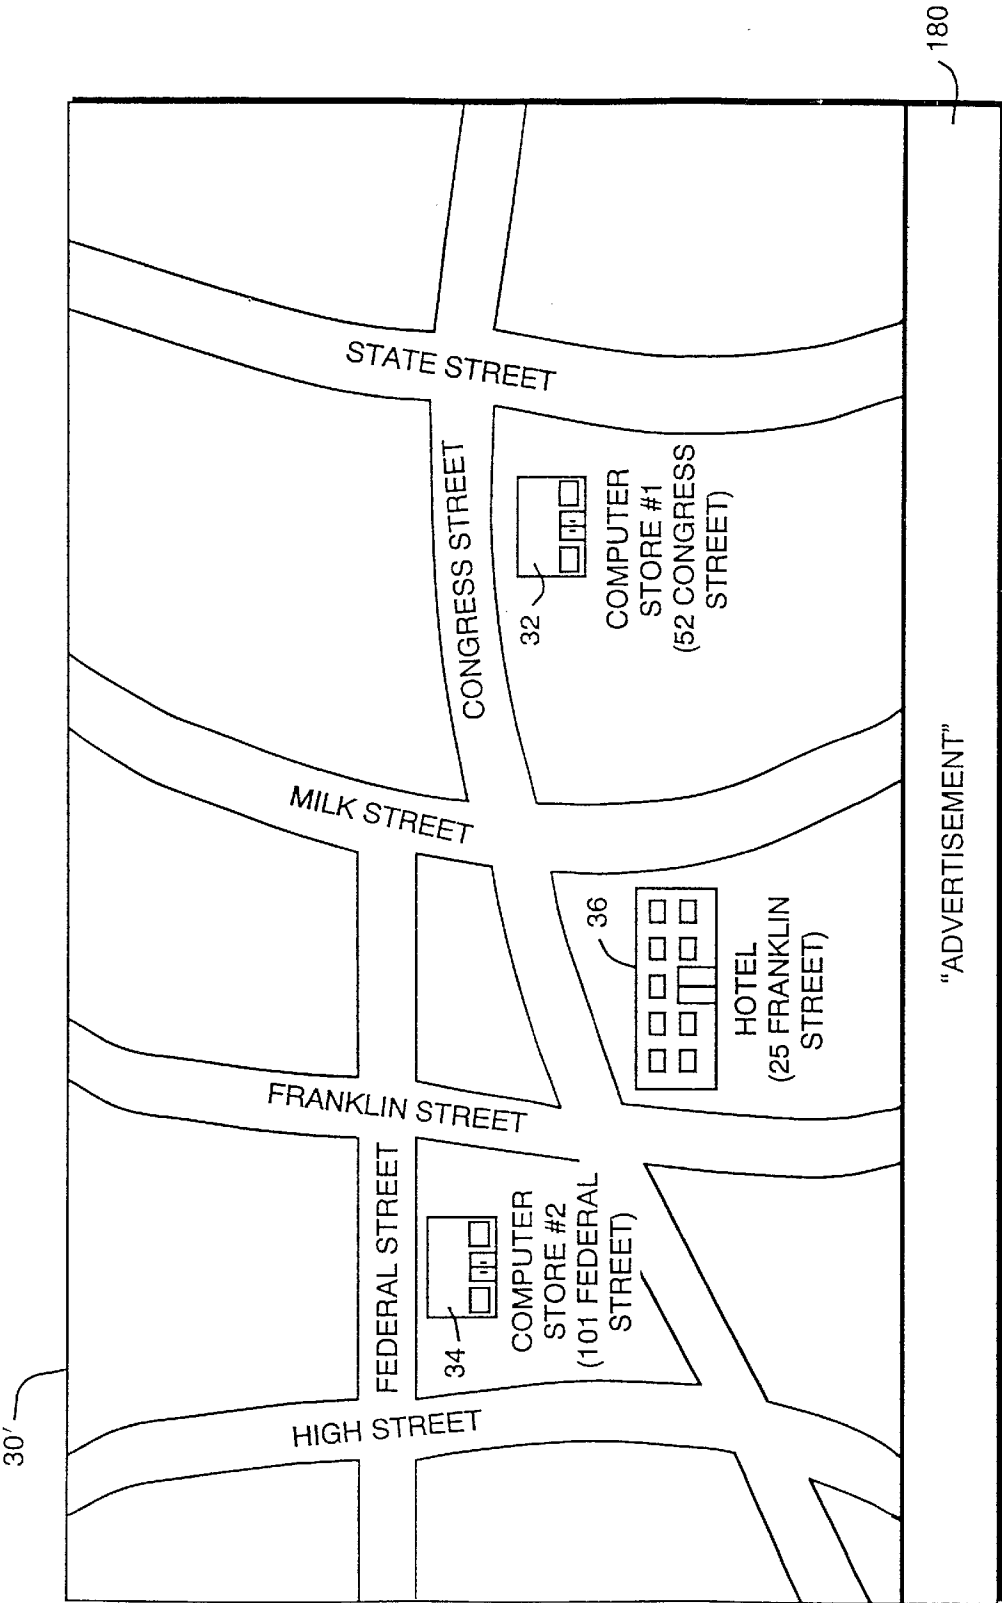 30′
HIGH STREET
FEDERAL STREET
FRANKLIN STREET
MILK STREET
CONGRESS STREET
STATE STREET
34
COMPUTER
STORE #2
(101 FEDERAL
STREET)
36
HOTEL
(25 FRANKLIN
STREET)
32
COMPUTER
STORE #1
(52 CONGRESS
STREET)
"ADVERTISEMENT"
180